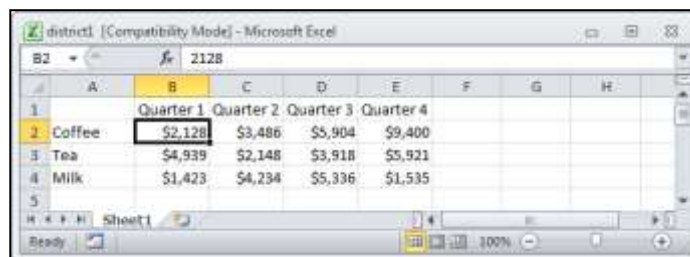 district1 [Compatibility Mode] - Microsoft Excel
B2 fx 2128
A B C D E F G H
1 Quarter 1 Quarter 2 Quarter 3 Quarter 4
2 Coffee $2,128 $3,486 $5,904 $9,400
3 Tea $4,939 $2,148 $3,918 $5,921
4 Milk $1,423 $4,234 $5,336 $1,535
5
Sheet1
Ready 100%